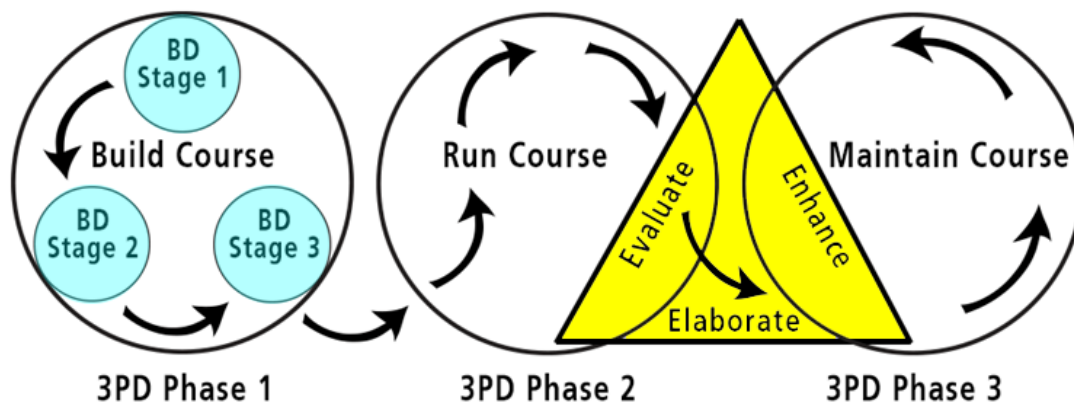 BD
Stage 1
Build Course
BD
Stage 2
BD
Stage 3
3PD Phase 1
Run Course
Evaluate
Elaborate
Enhance
3PD Phase 2
Maintain Course
3PD Phase 3